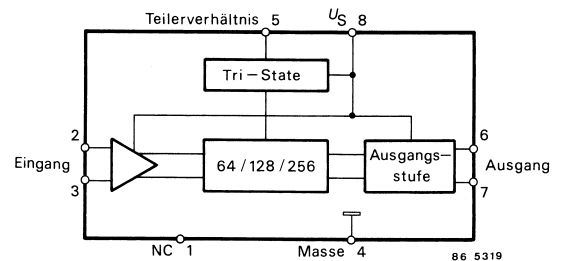 Teilerverhältnis 5 U_S 8
Tri-State
2
Eingang
3
64/128/256
Ausgangs-
stufe
6
Ausgang
7
NC 1
Masse 4
86 5319